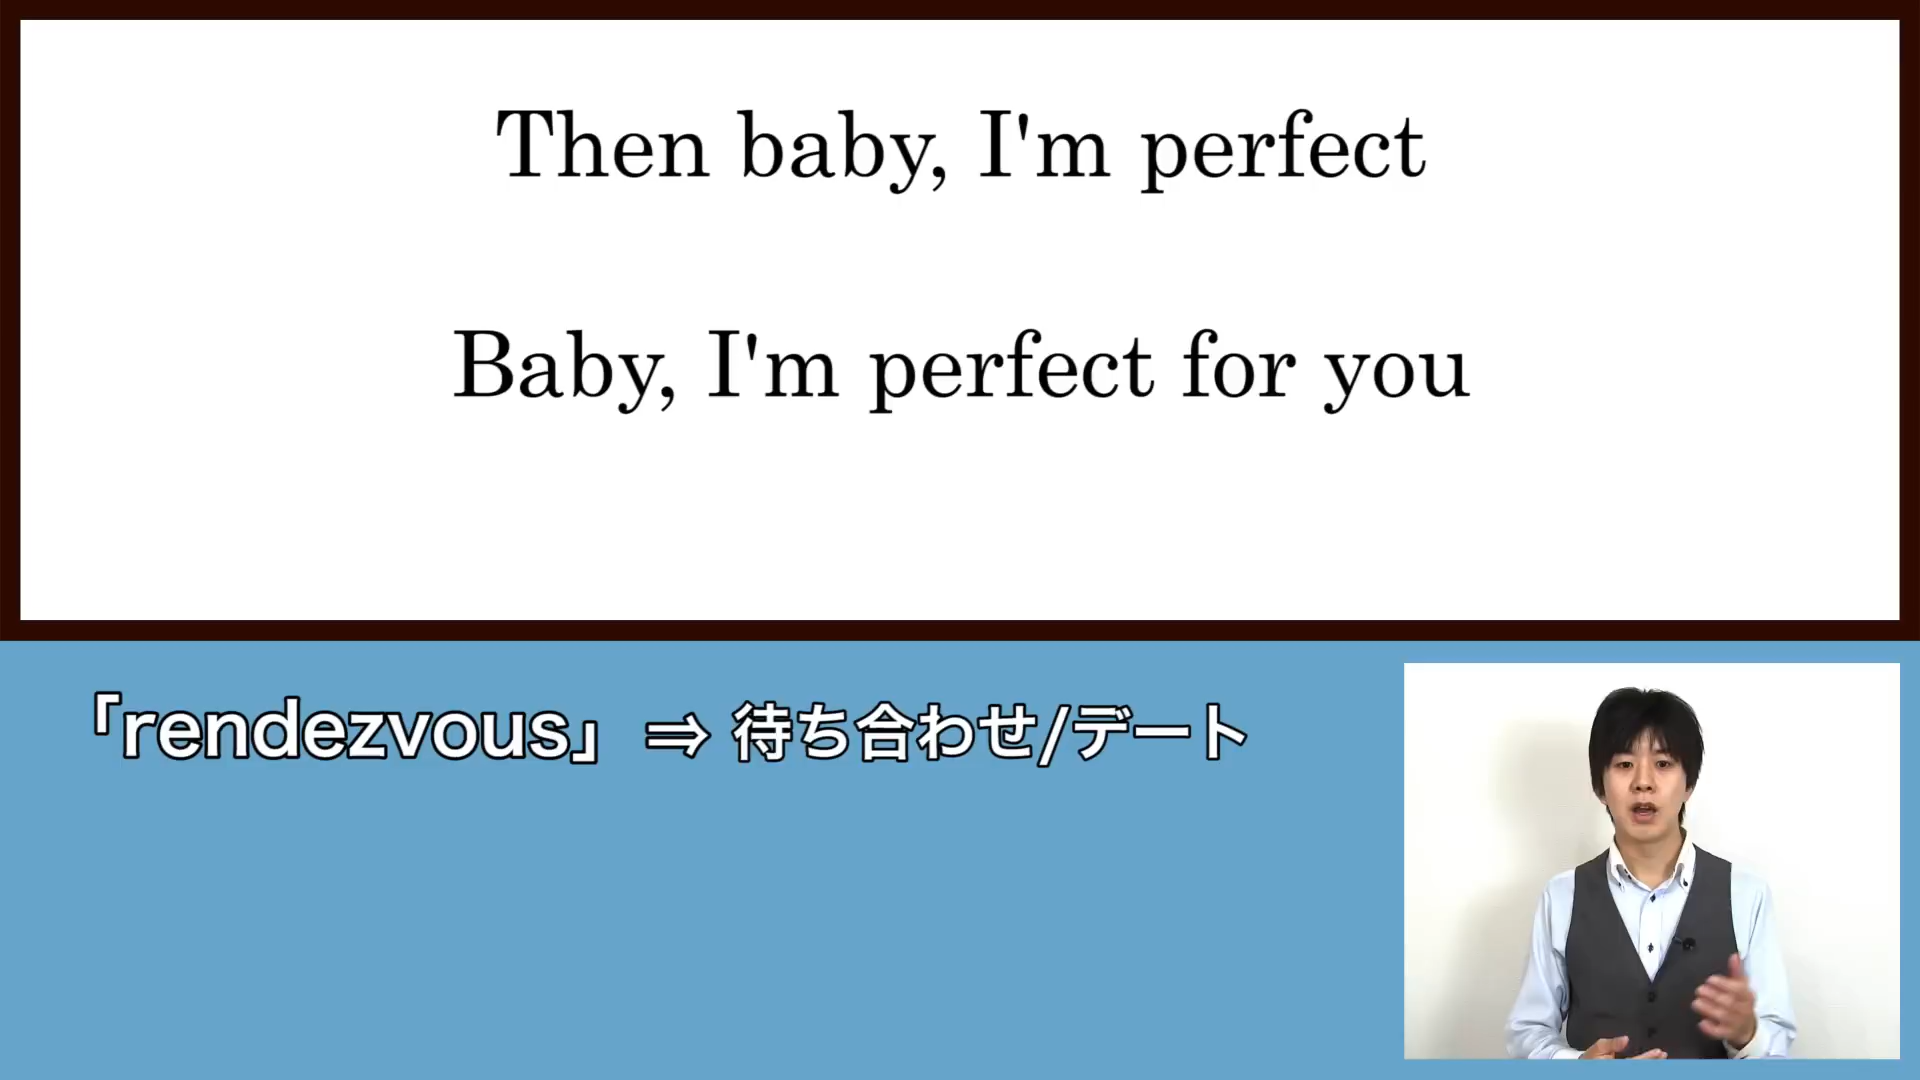 Then baby, I'm perfect
Baby, I'm perfect for you
「rendezvous」 ⇒ 待ち合わせ/デート